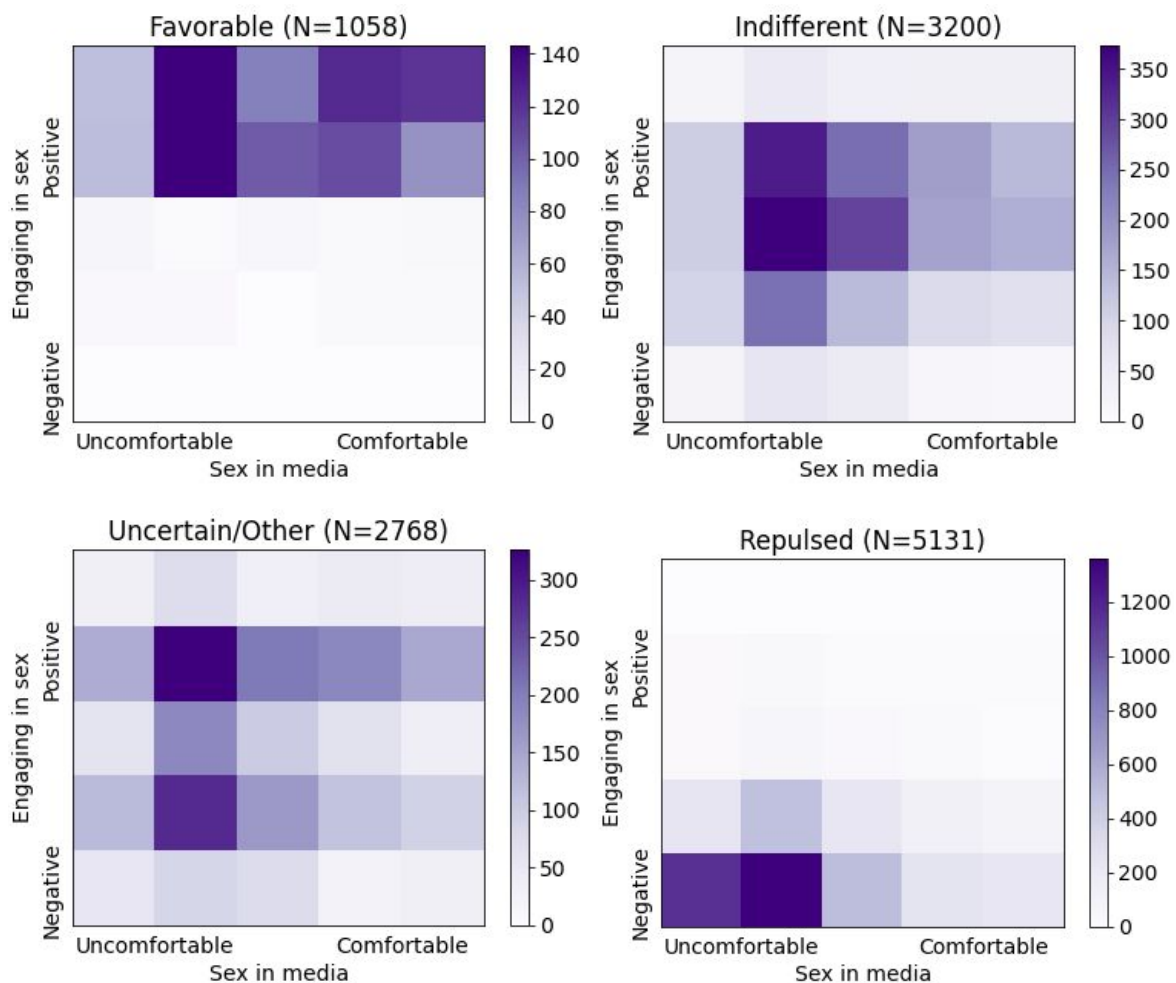 Favorable (N=1058)
Engaging in sex
Negative
Positive
Uncomfortable
Comfortable
Sex in media
140
120
100
80
60
40
20
0
Indifferent (N=3200)
Engaging in sex
Negative
Positive
Uncomfortable
Comfortable
Sex in media
350
300
250
200
150
100
50
0
Uncertain/Other (N=2768)
Engaging in sex
Negative
Positive
Uncomfortable
Comfortable
Sex in media
300
250
200
150
100
50
0
Repulsed (N=5131)
Engaging in sex
Negative
Positive
Uncomfortable
Comfortable
Sex in media
1200
1000
800
600
400
200
0